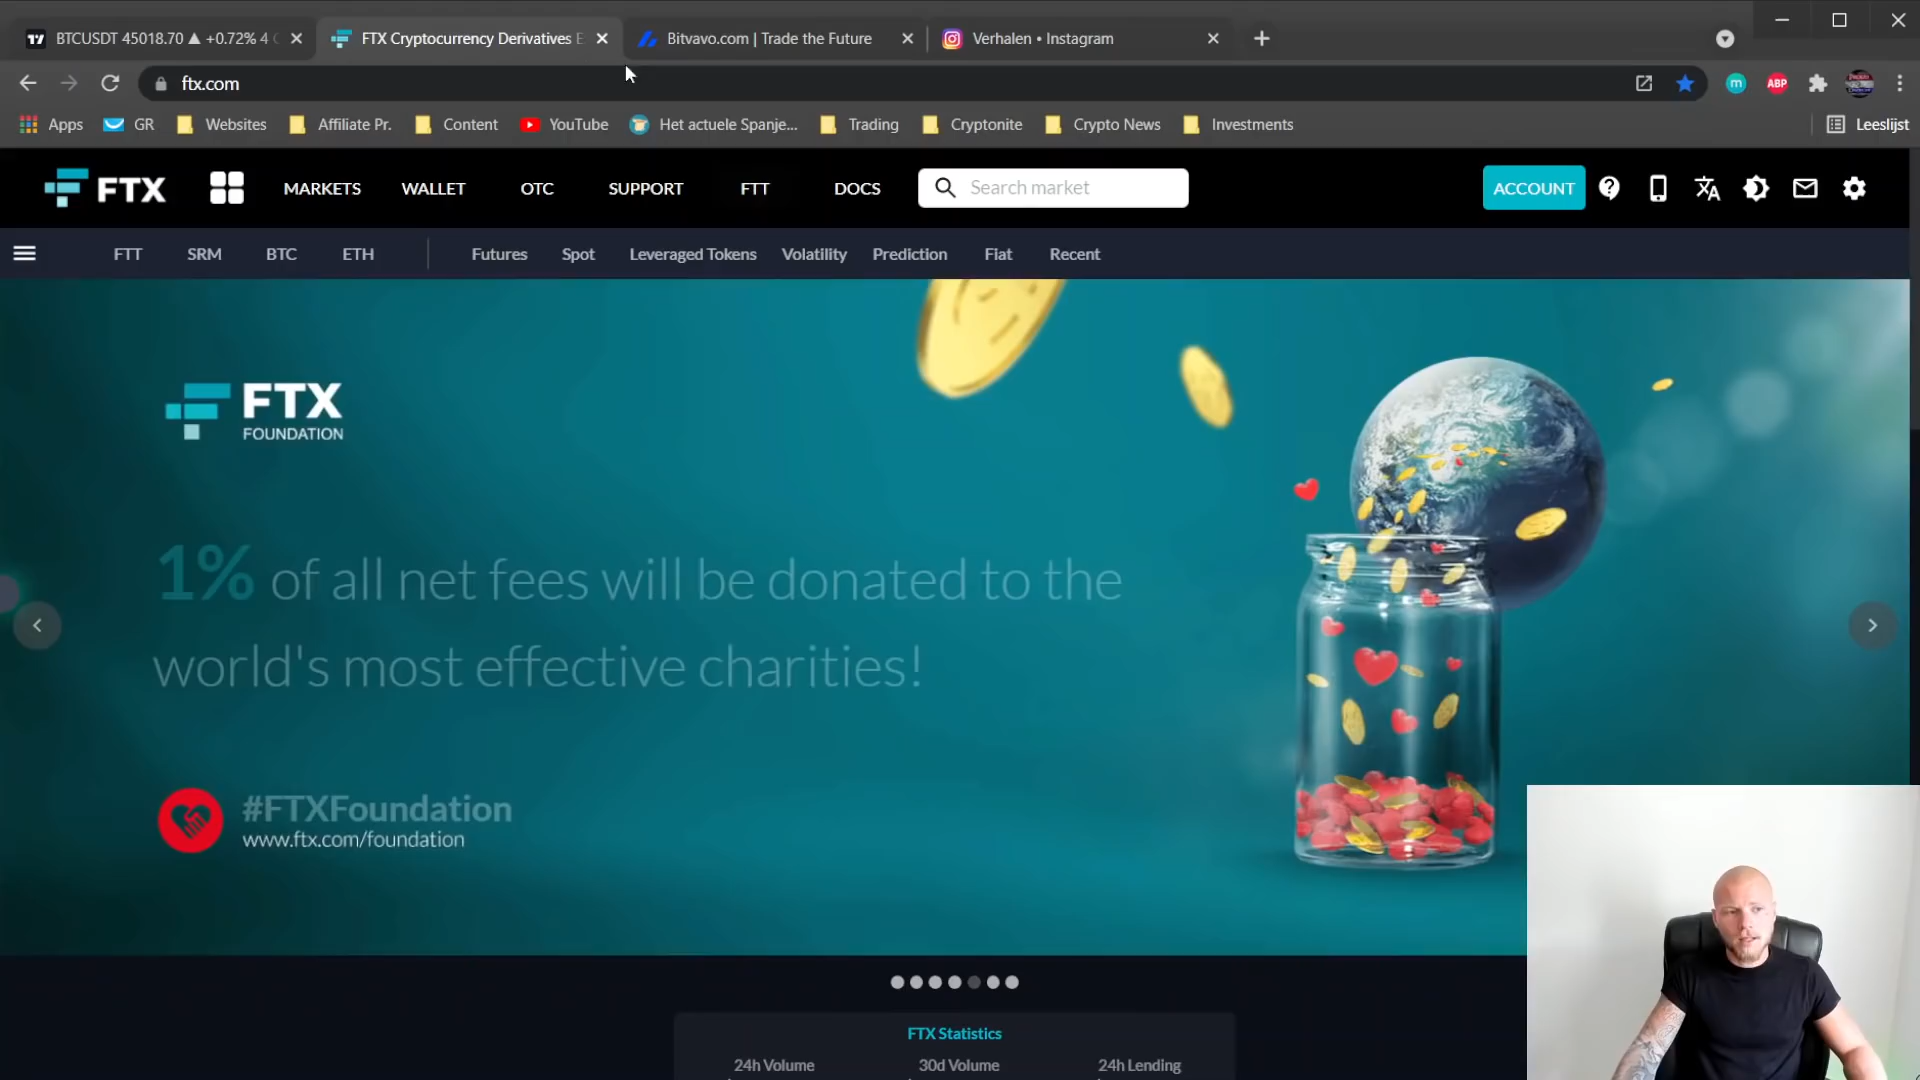 BTCUSDT 45018.70 ▲ +0.72% 4
FTX Cryptocurrency Derivatives E
Bitvavo.com | Trade the Future
Verhalen • Instagram
ftx.com
m
ABP
Apps
GR
Websites
Affiliate Pr.
Content
YouTube
Het actuele Spanje...
Trading
Cryptonite
Crypto News
Investments
Leeslijst
FTX
MARKETS
WALLET
OTC
SUPPORT
FTT
DOCS
Search market
ACCOUNT
FTT
SRM
BTC
ETH
Futures
Spot
Leveraged Tokens
Volatility
Prediction
Fiat
Recent
FTX
FOUNDATION
1% of all net fees will be donated to the
world's most effective charities!
#FTXFoundation
www.ftx.com/foundation
FTX Statistics
24h Volume
30d Volume
24h Lending